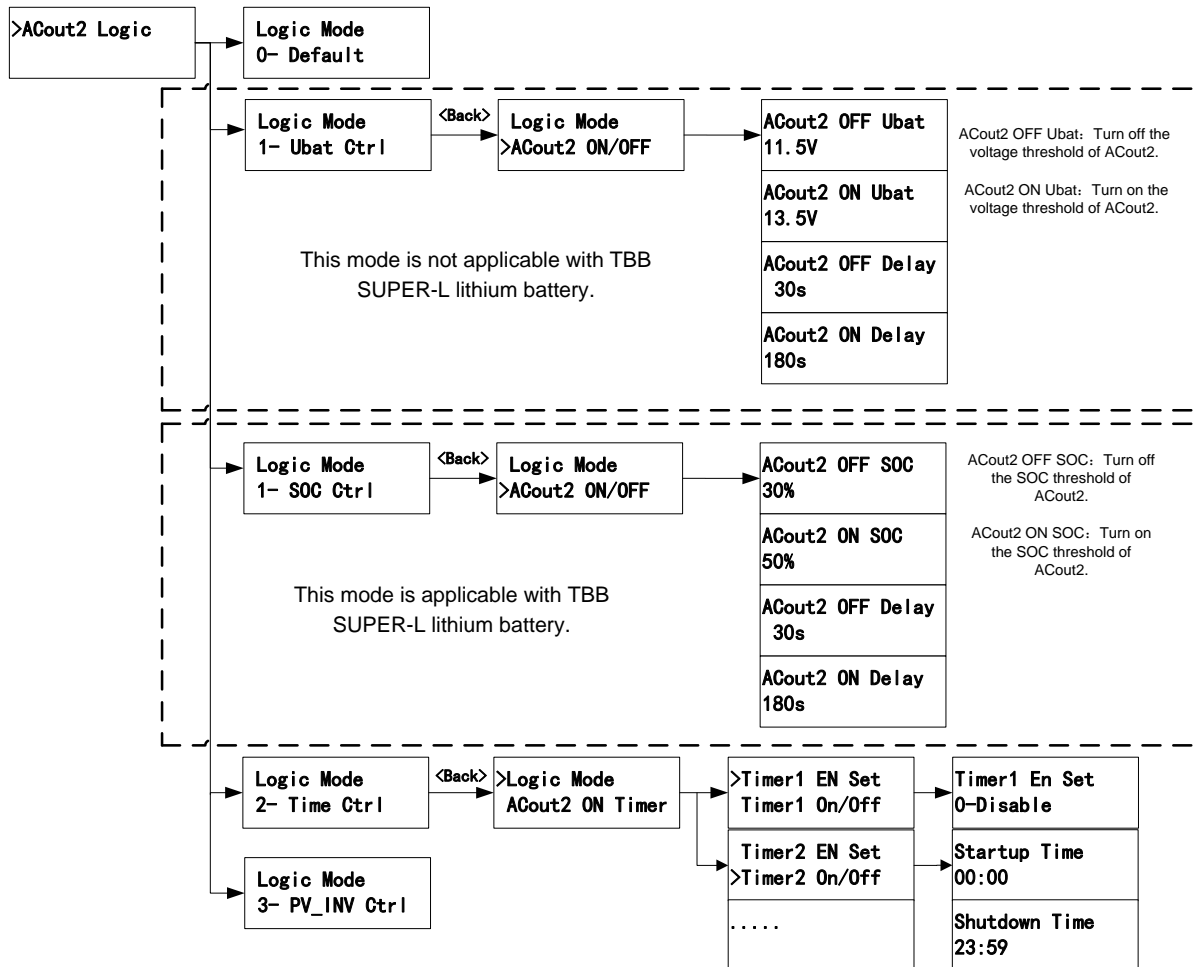 >ACout2 Logic
Logic Mode
0- Default
Logic Mode
1- Ubat Ctrl
<Back>
Logic Mode
>ACout2 ON/OFF
ACout2 OFF Ubat
11.5V
ACout2 ON Ubat
13.5V
ACout2 OFF Delay
30s
ACout2 ON Delay
180s
ACout2 OFF Ubat：Turn off the
voltage threshold of ACout2.
ACout2 ON Ubat：Turn on the
voltage threshold of ACout2.
This mode is not applicable with TBB
SUPER-L lithium battery.
Logic Mode
1- SOC Ctrl
<Back>
Logic Mode
>ACout2 ON/OFF
ACout2 OFF SOC
30%
ACout2 ON SOC
50%
ACout2 OFF Delay
30s
ACout2 ON Delay
180s
ACout2 OFF SOC：Turn off
the SOC threshold of
ACout2.
ACout2 ON SOC：Turn on
the SOC threshold of
ACout2.
This mode is applicable with TBB
SUPER-L lithium battery.
Logic Mode
2- Time Ctrl
<Back>
>Logic Mode
ACout2 ON Timer
>Timer1 EN Set
Timer1 On/Off
Timer1 En Set
0-Disable
Timer2 EN Set
>Timer2 On/Off
Startup Time
00:00
.....
Shutdown Time
23:59
Logic Mode
3- PV_INV Ctrl